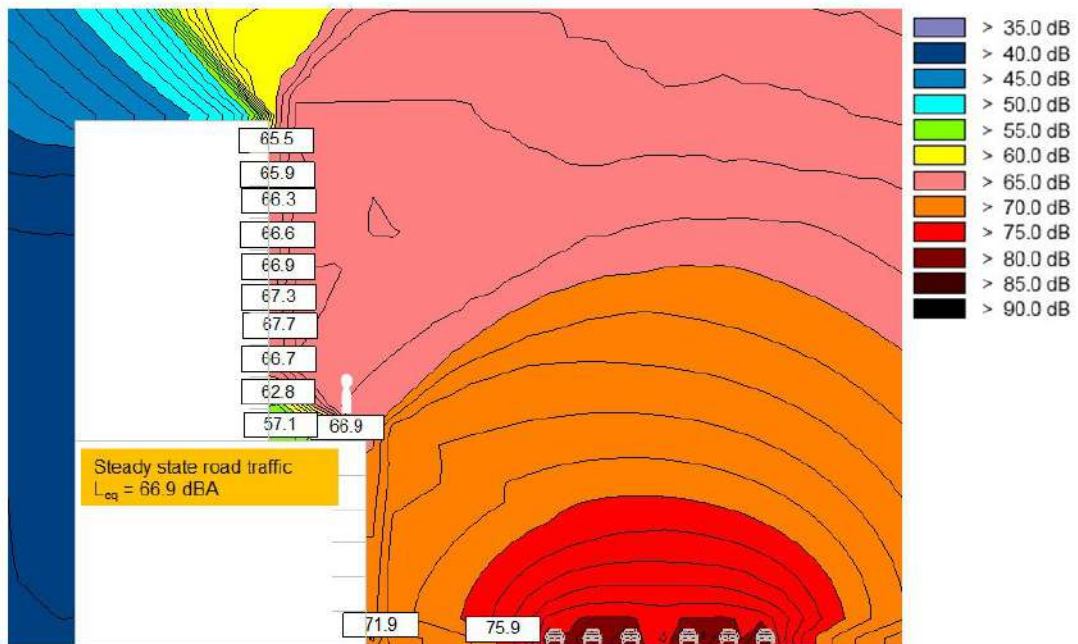 > 35.0 dB
> 40.0 dB
> 45.0 dB
> 50.0 dB
> 55.0 dB
> 60.0 dB
> 65.0 dB
> 70.0 dB
> 75.0 dB
> 80.0 dB
> 85.0 dB
> 90.0 dB
65.5
65.9
66.3
66.6
66.9
67.3
67.7
66.7
62.8
57.1 66.9
Steady state road traffic
Leq = 66.9 dBA
71.9 75.9